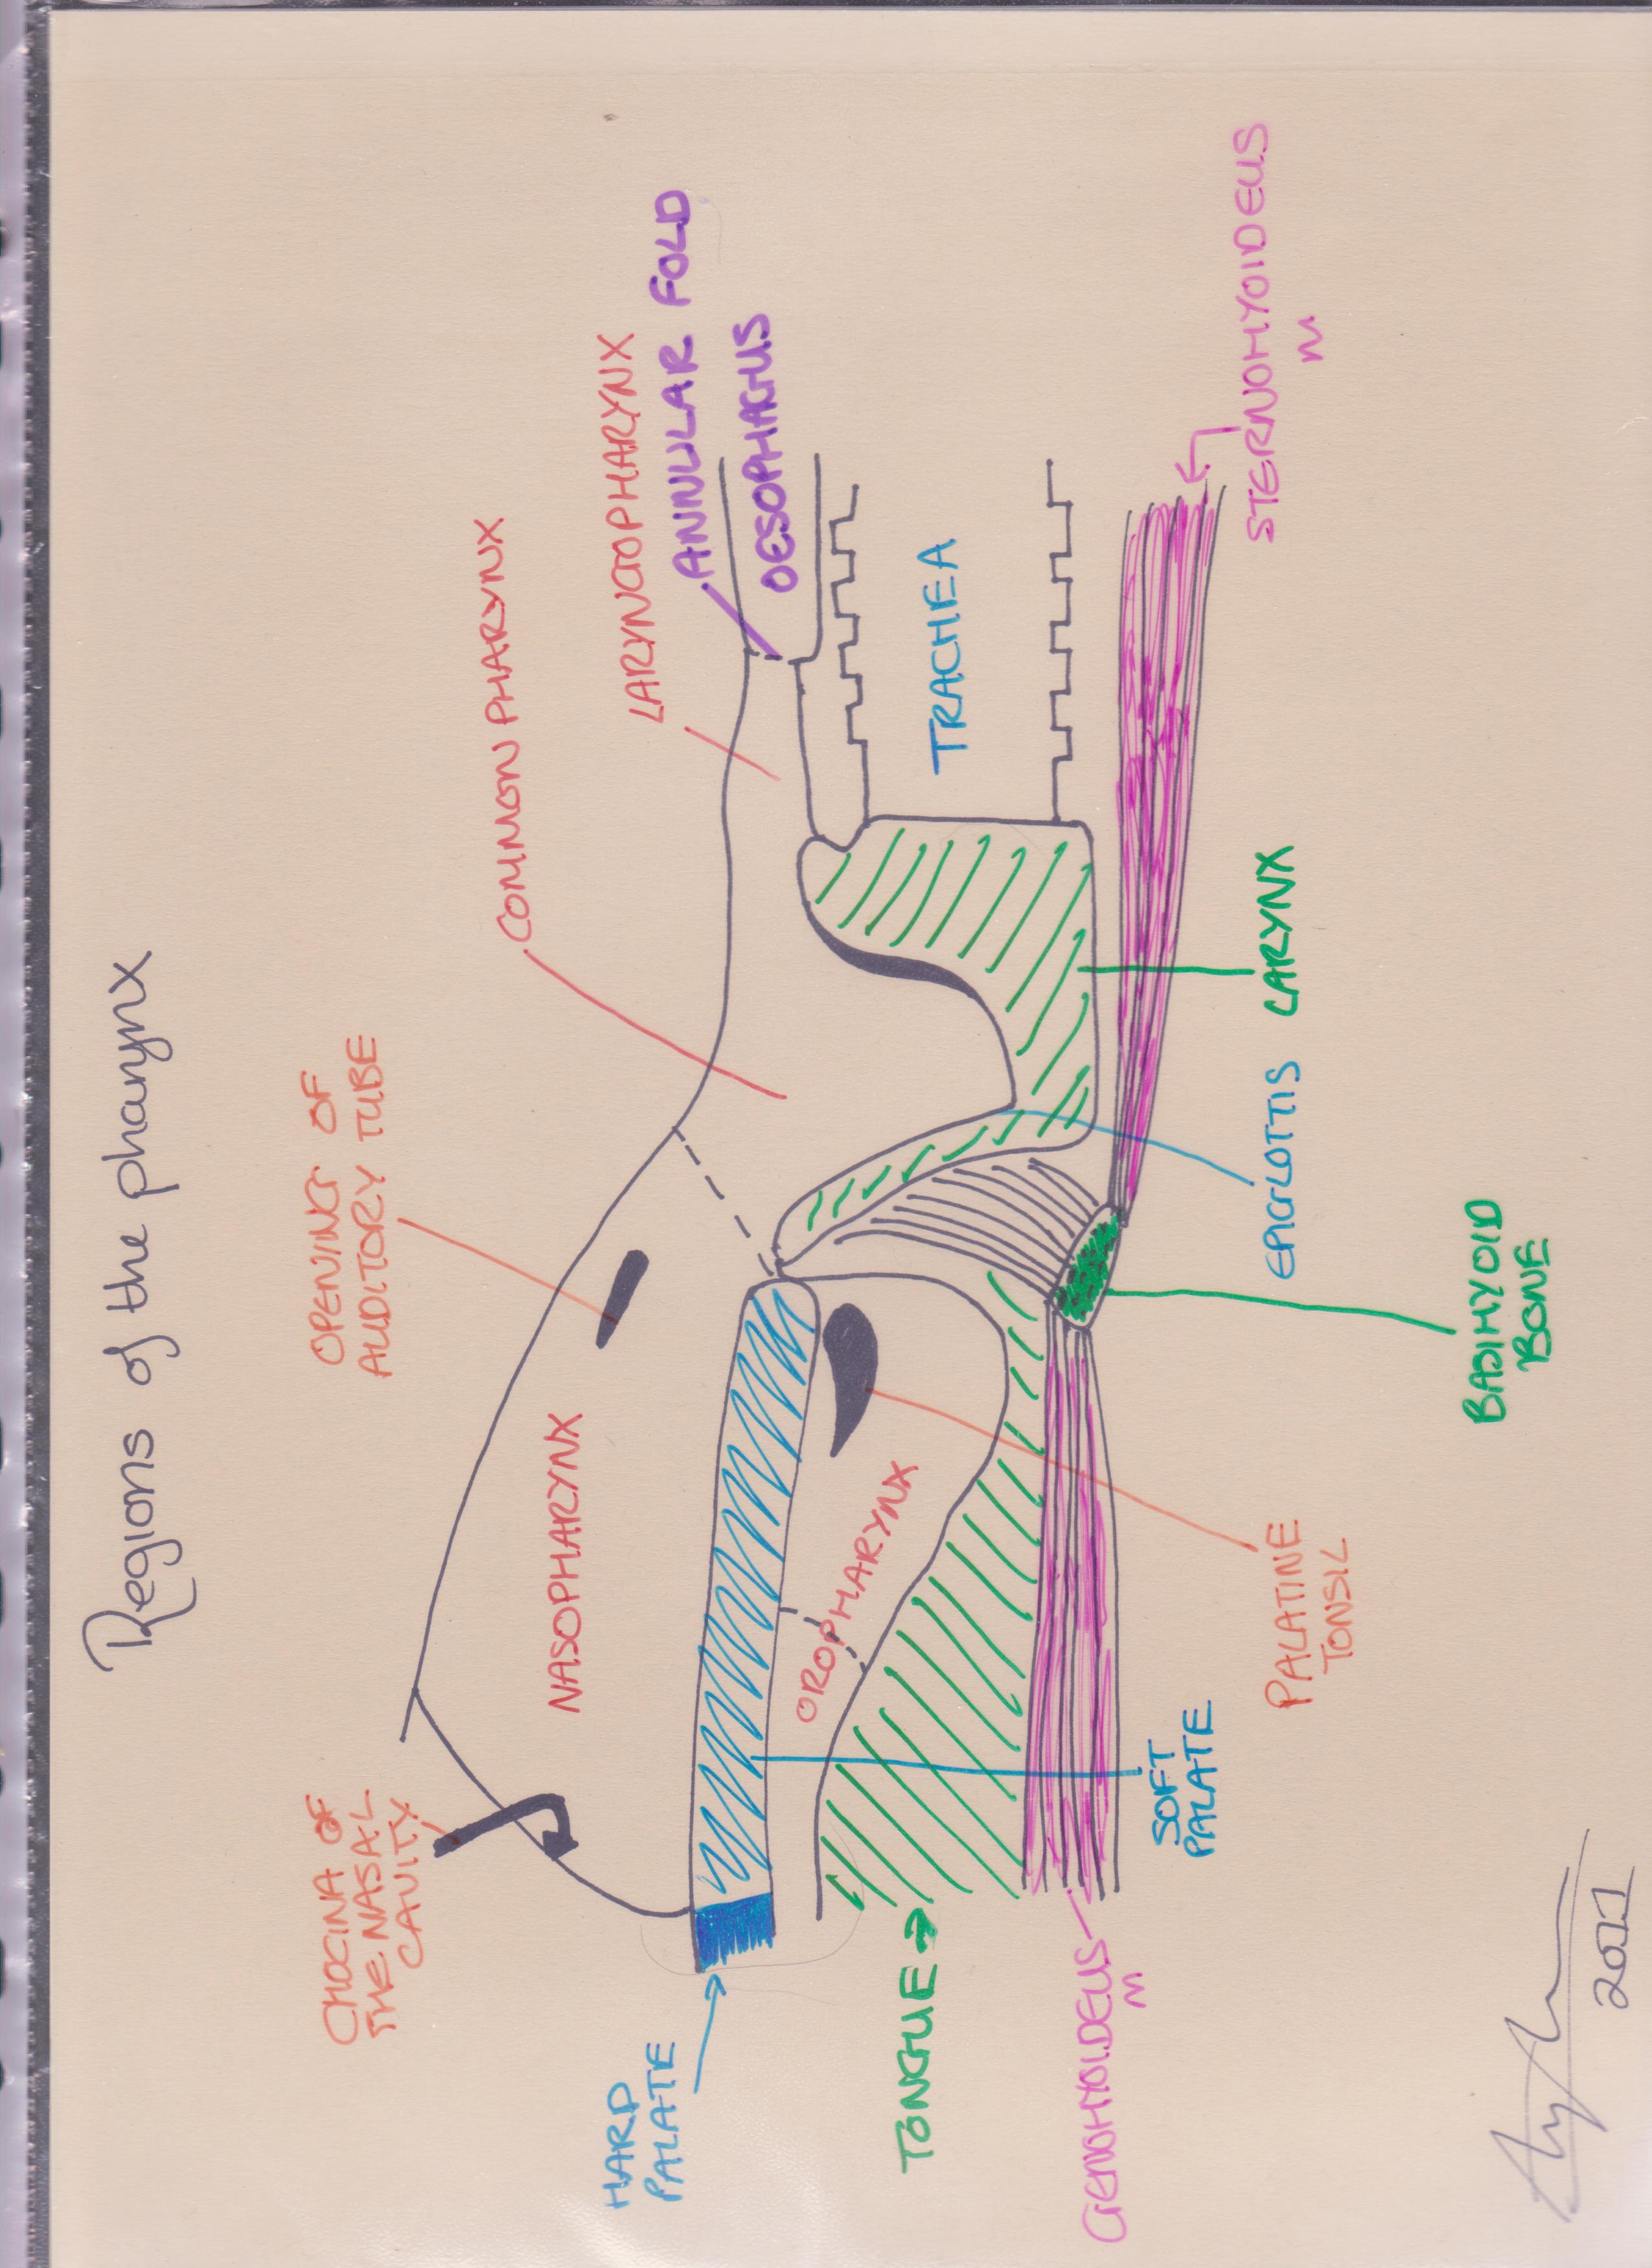 Regions of the pharynx
OPENING OF
AUDITORY TUBE
COMMON PHARYNX
LARYNGOPHARYNX
ANNULAR FOLD
OESOPHAGUS
CHOCINA OF
THE NASAL
CAVITY
NASOPHARYNX
HARD
PALATE
OROPHARYNX
TRACHEA
TONGUE
GENIOHYOIDEUS
M
SOFT
PALATE
PALATINE
TONSIL
EPIGLOTTIS
LARYNX
STERNOHYOIDEUS
M
BASIHYOID
BONE
2011